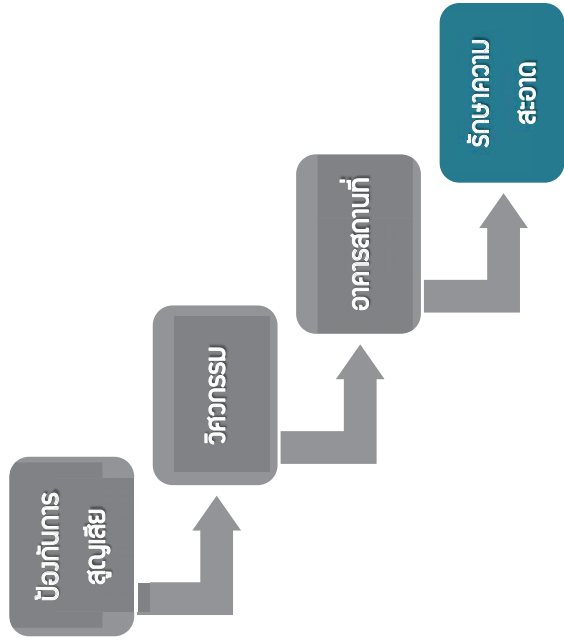 ป้องกันการ
สูญเสีย
วิศวกรรม
อาคารสถานที่
รักษาความ
สะอาด